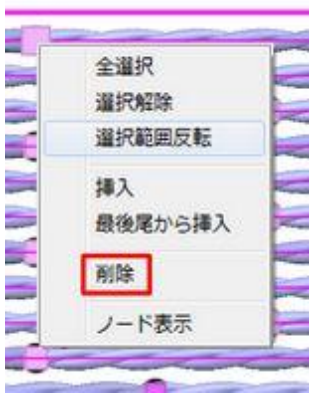 全選択
選択解除
選択範囲反転
挿入
最後尾から挿入
削除
ノード表示